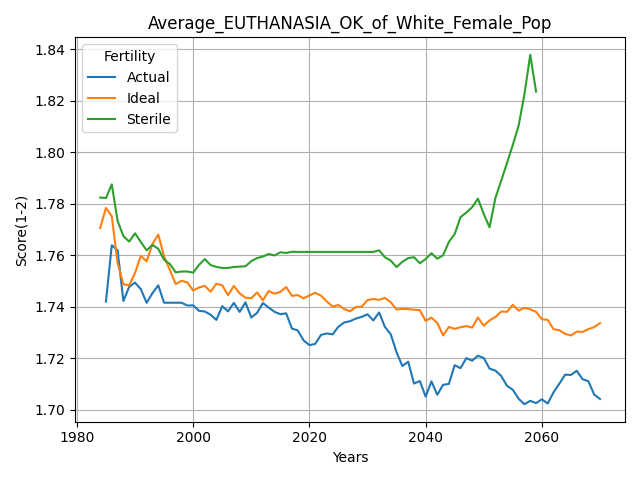 Average_EUTHANASIA_OK_of_White_Female_Pop
Fertility
Actual
Ideal
Sterile
Score(1-2)
1.84
1.82
1.80
1.78
1.76
1.74
1.72
1.70
1980
2000
2020
2040
2060
Years